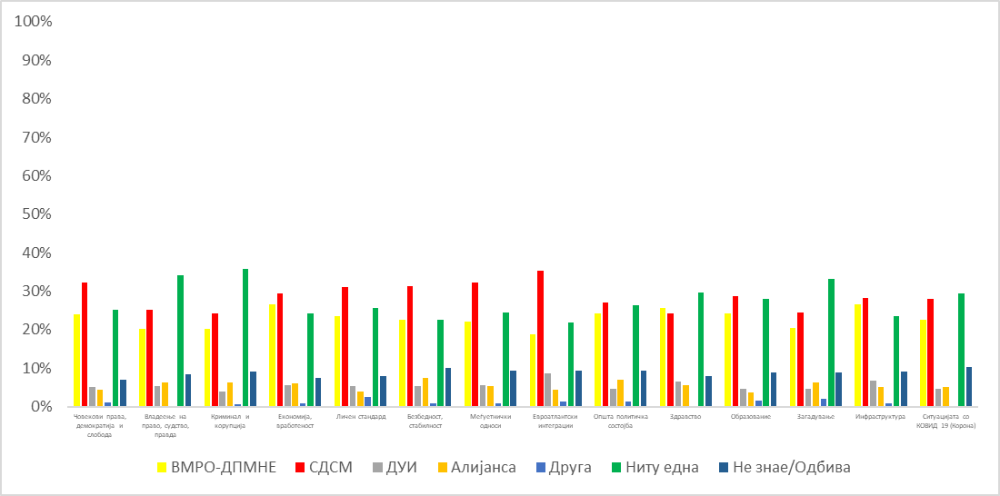 100%
90%
80%
70%
60%
50%
40%
30%
20%
10%
0%
Човекови права,
демократија и
слобода
Владеење на
право, судство,
правда
Криминал и
корупција
Економија,
вработеност
Личен стандард
Безбедност,
стабилност
Меѓуетнички
односи
Евроатлантски
интеграции
Општа политичка
состојба
Здравство
Образование
Загадување
Инфраструктура
Ситуацијата со
КОВИД 19 (Корона)
ВМРО-ДПМНЕ СДСМ ДУИ Алијанса Друга Ниту една Не знае/Одбива